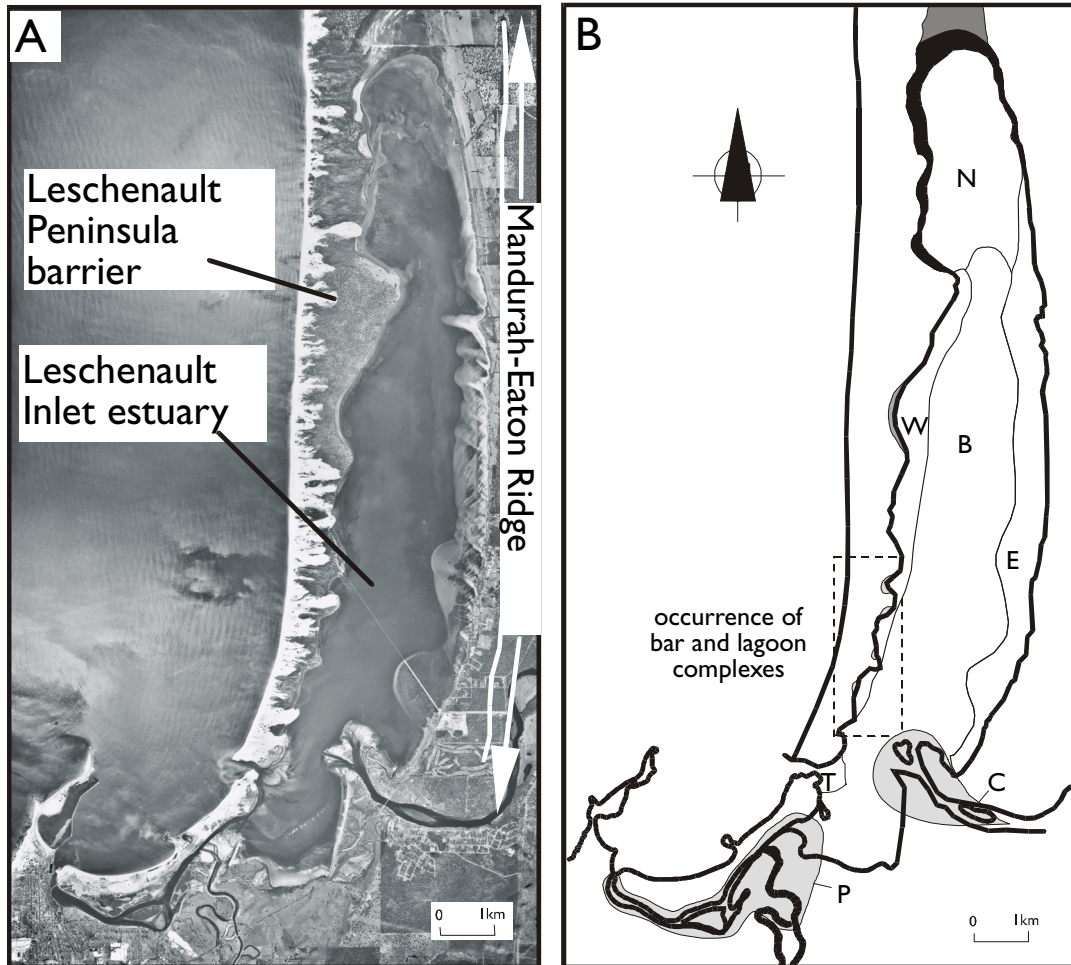 A
Leschenault
Peninsula
barrier
Leschenault
Inlet estuary
Mandurah-Eaton Ridge
0 1km
B
N
W
B
E
occurrence of
bar and lagoon
complexes
T
C
P
0 1km